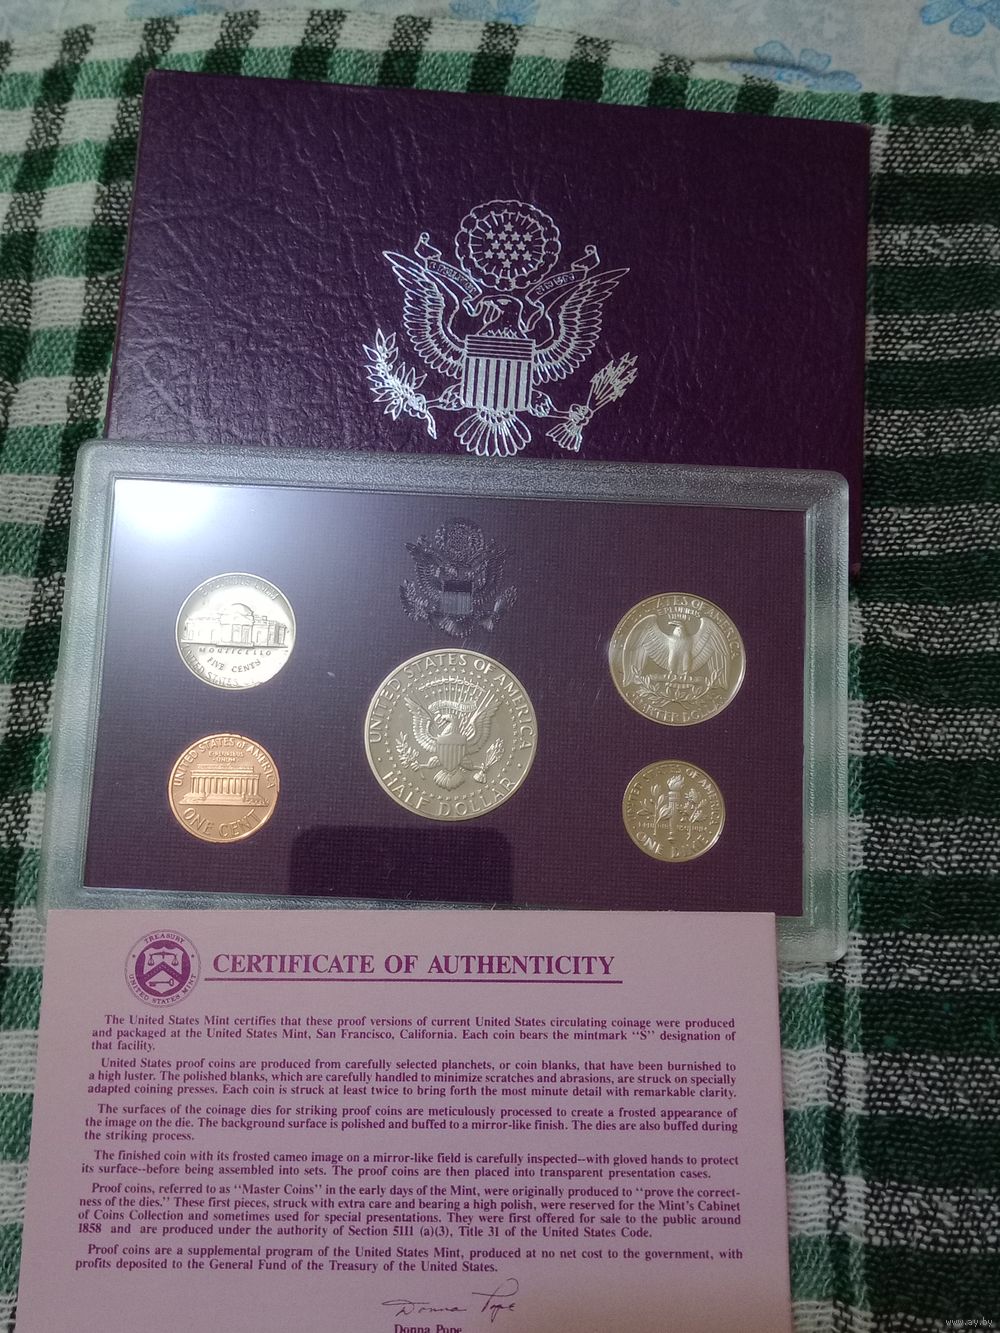 FIVE CENTS
MONTICELLO
UNITED STATES OF AMERICA
HALF DOLLAR
UNITED STATES OF AMERICA
E PLURIBUS
UNUM
QUARTER DOLLAR
UNITED STATES OF AMERICA
ONE CENT
UNITED STATES OF AMERICA
ONE DIME
TREASURY
UNITED STATES MINT
CERTIFICATE OF AUTHENTICITY
The United States Mint certifies that these proof versions of current United States circulating coinage were produced
and packaged at the United States Mint, San Francisco, California. Each coin bears the mintmark "S" designation of
that facility.
United States proof coins are produced from carefully selected planchets, or coin blanks, that have been burnished to
a high luster. The polished blanks, which are carefully handled to minimize scratches and abrasions, are struck on specially
adapted coining presses. Each coin is struck at least twice to bring forth the most minute detail with remarkable clarity.
The surfaces of the coinage dies for striking proof coins are meticulously processed to create a frosted appearance of
the image on the die. The background surface is polished and buffed to a mirror-like finish. The dies are also buffed during
the striking process.
The finished coin with its frosted cameo image on a mirror-like field is carefully inspected--with gloved hands to protect
its surface--before being assembled into sets. The proof coins are then placed into transparent presentation cases.
Proof coins, referred to as "Master Coins" in the early days of the Mint, were originally produced to "prove the correct-
ness of the dies." These first pieces, struck with extra care and bearing a high polish, were reserved for the Mint's Cabinet
of Coins Collection and sometimes used for special presentations. They were first offered for sale to the public around
1858 and are produced under the authority of Section 5111 (a)(3), Title 31 of the United States Code.
Proof coins are a supplemental program of the United States Mint, produced at no net cost to the government, with
profits deposited to the General Fund of the Treasury of the United States.
Donna Pope
Donna Pope
www.ay.by